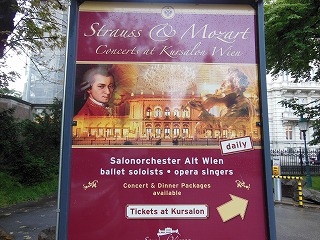 Strauss & Mozart
Concerts at Kursalon Wien
daily
Salonorchester Alt Wien
ballet soloists • opera singers
Concert & Dinner Packages
available
Tickets at Kursalon